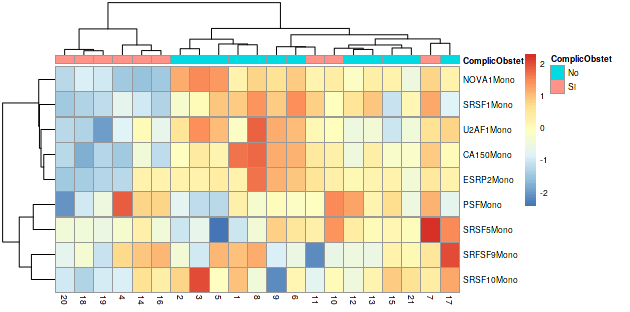 ComplicObstet
NOVA1Mono
SRSF1Mono
U2AF1Mono
CA150Mono
ESRP2Mono
PSFMono
SRSF5Mono
SRFSF9Mono
SRSF10Mono
20 18 19 4 14 16 2 3 5 1 8 9 6 11 10 12 13 15 21 7 17
2
1
0
-1
-2
ComplicObstet
No
SI